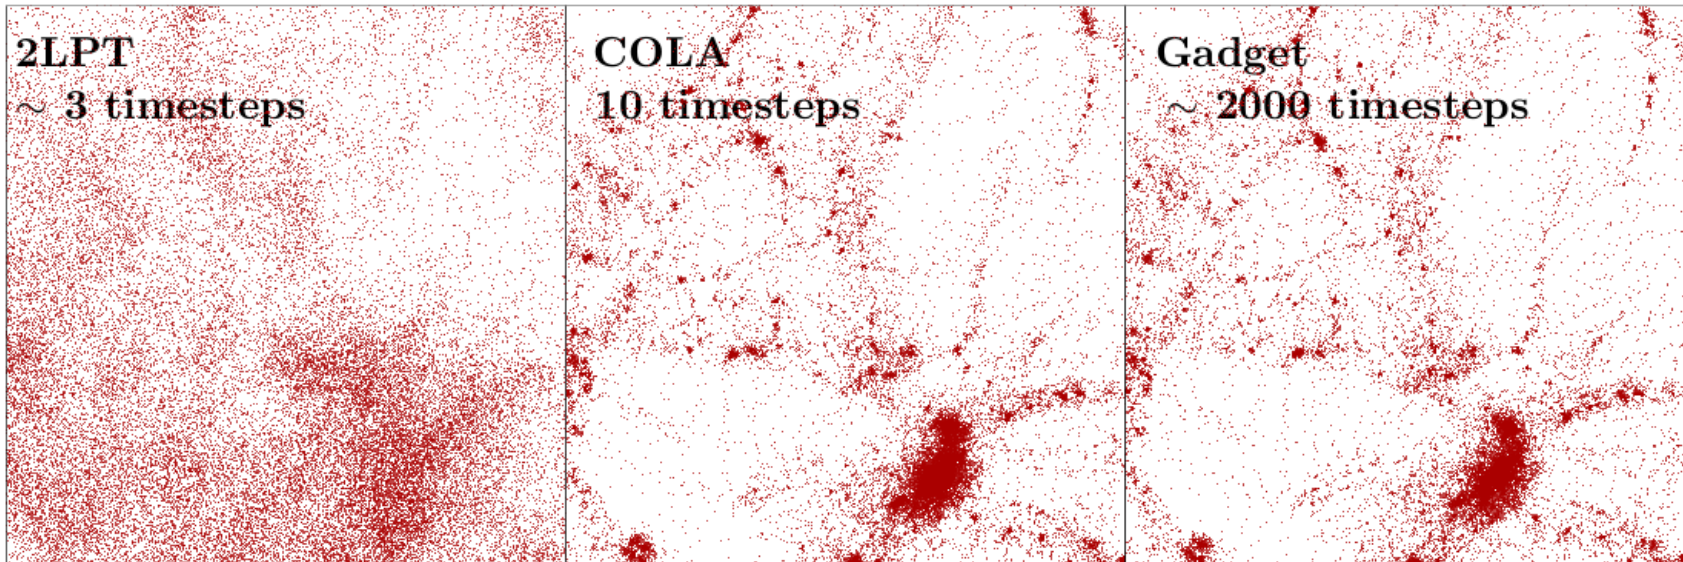 2LPT
~ 3 timesteps
COLA
10 timesteps
Gadget
~ 2000 timesteps